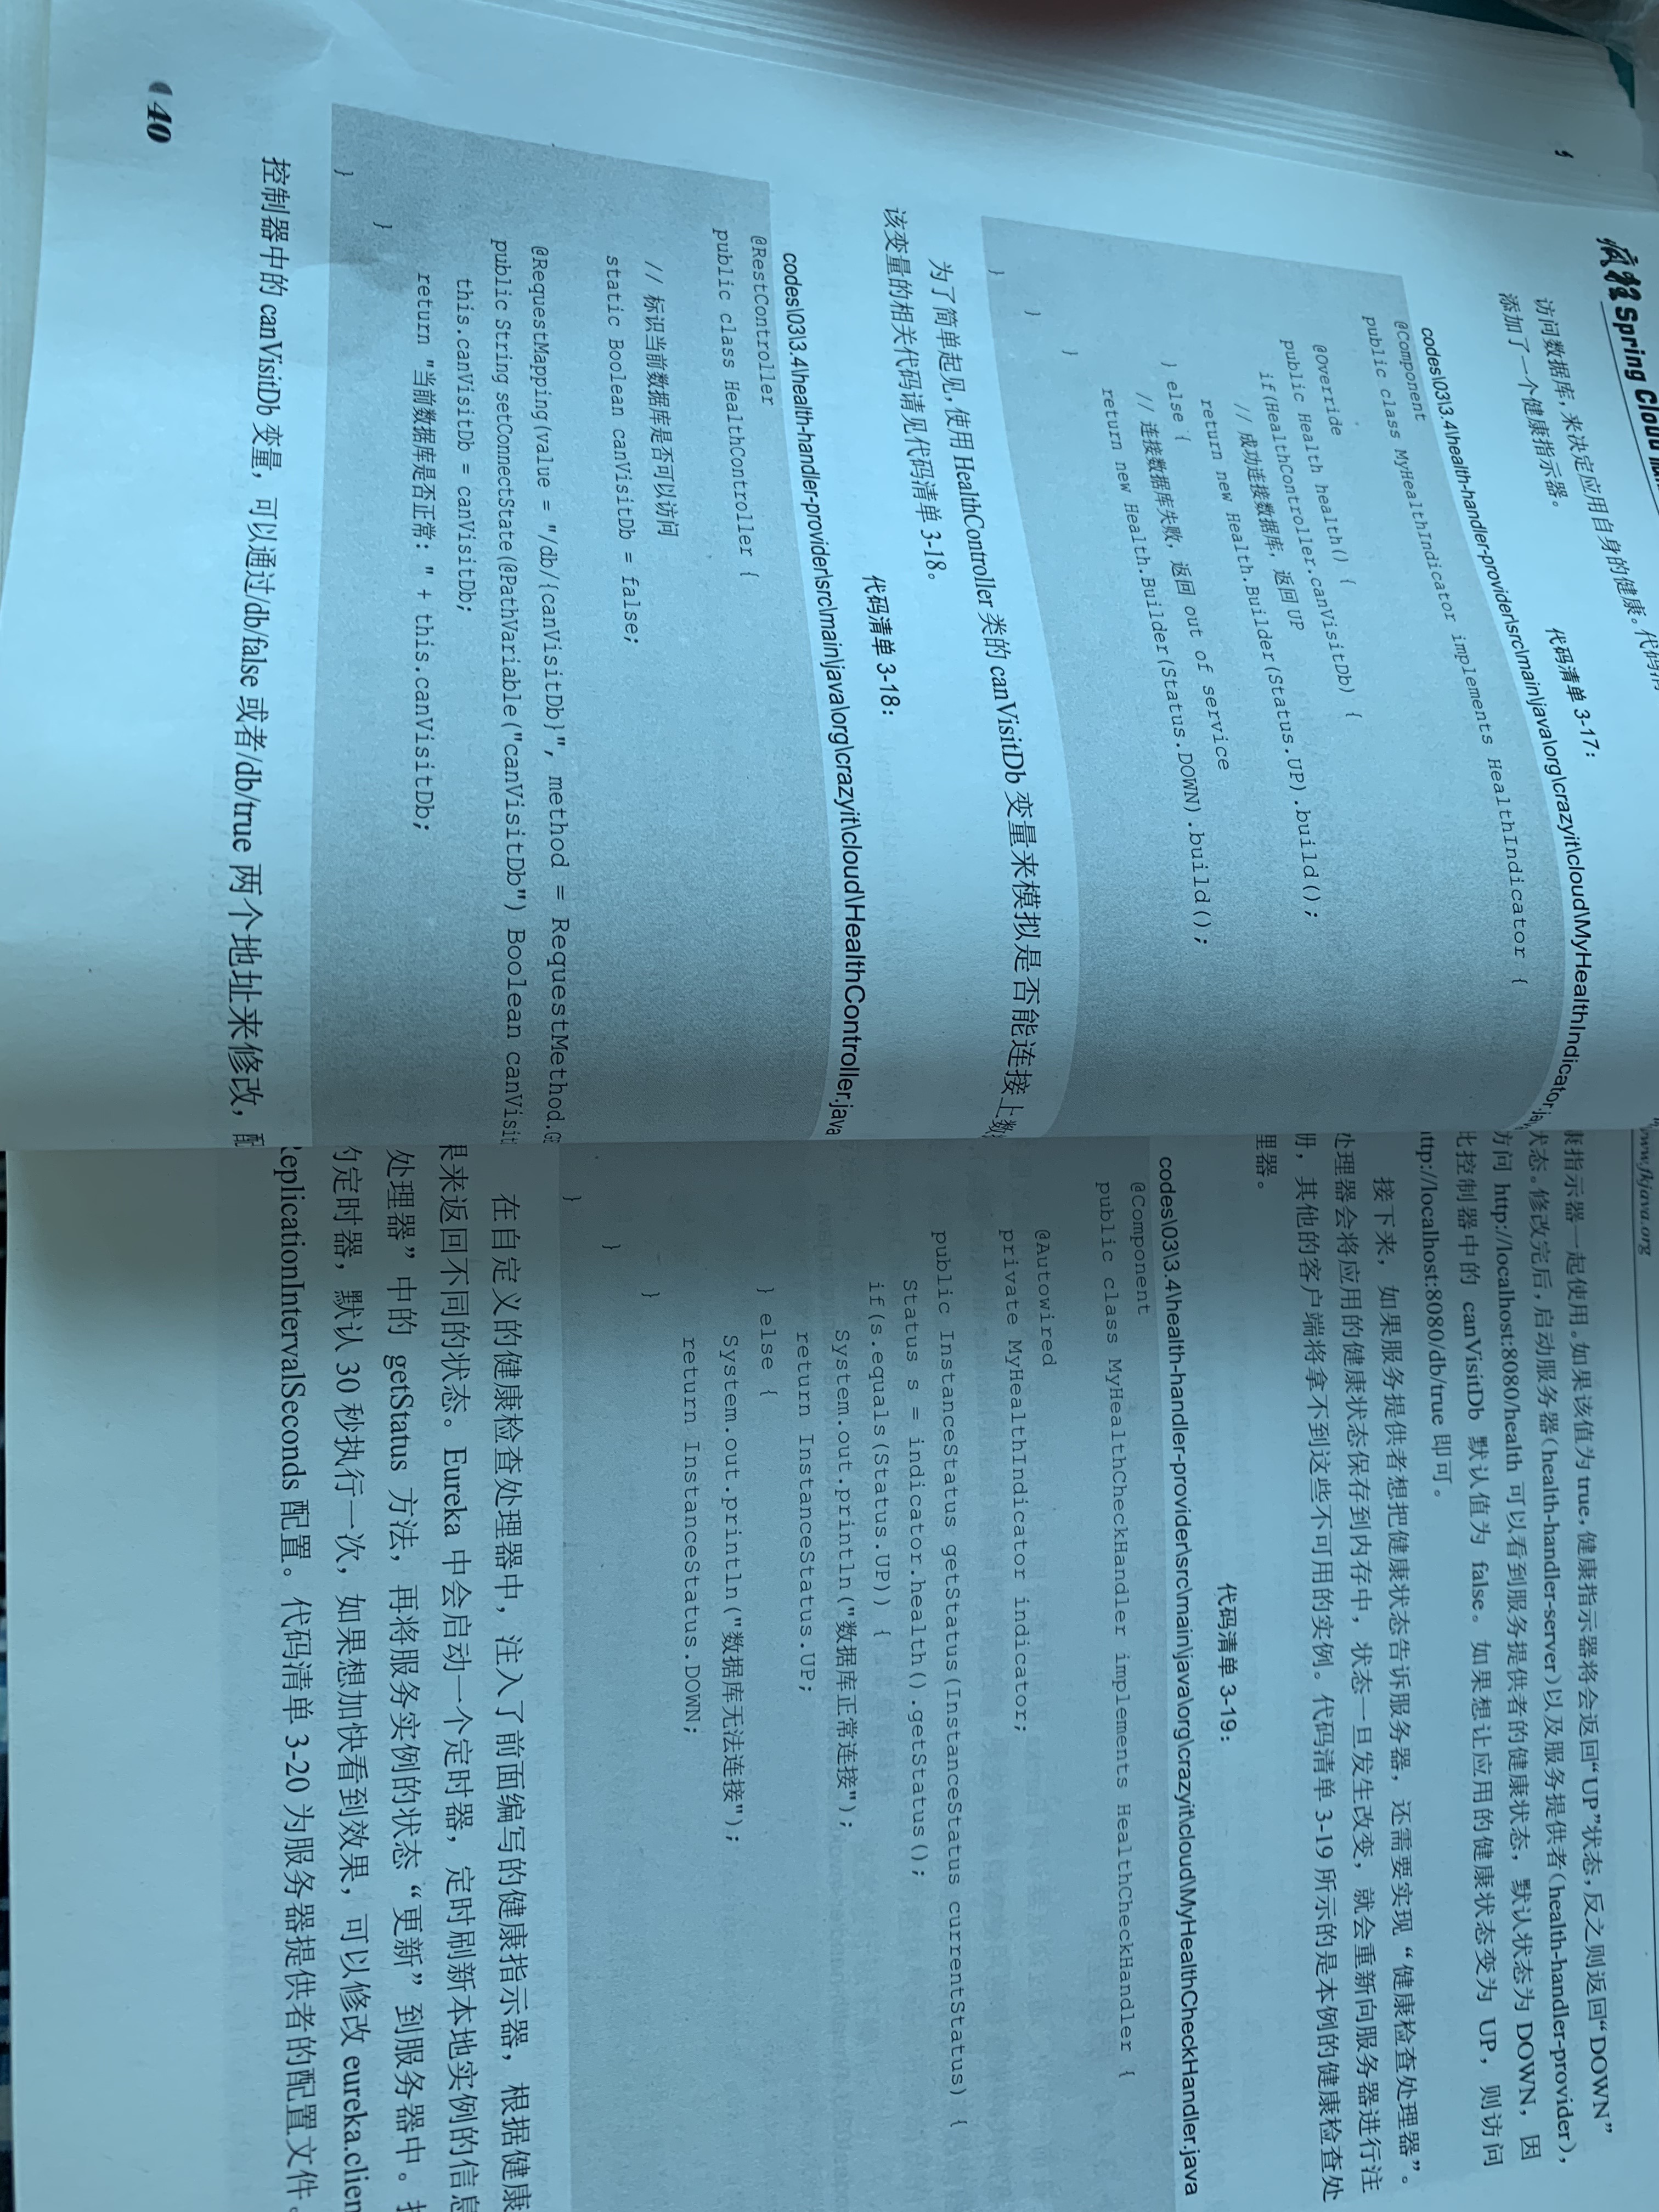 疯狂Spring Cloud
访问数据库，来决定应用自身的健康。代码清
添加了一个健康指示器。
代码清单 3-17：
codes\03\3.4\health-handler-provider\src\main\java\org\crazyit\cloud\MyHealthIndicator.java
@Component
public class MyHealthIndicator implements HealthIndicator {
@Override
public Health health() {
if(HealthController.canVisitDb) {
// 成功连接数据库，返回 UP
return new Health.Builder(Status.UP).build();
} else {
// 连接数据库失败，返回 out of service
return new Health.Builder(Status.DOWN).build();
}
}
}
为了简单起见，使用 HealthController 类的 canVisitDb 变量来模拟是否能连接上数
该变量的相关代码请见代码清单 3-18。
代码清单 3-18：
codes\03\3.4\health-handler-provider\src\main\java\org\crazyit\cloud\HealthController.java
@RestController
public class HealthController {
// 标识当前数据库是否可以访问
static Boolean canVisitDb = false;
@RequestMapping(value = "/db/{canVisitDb}", method = RequestMethod.GE
public String setConnectState(@PathVariable("canVisitDb") Boolean canVisit
this.canVisitDb = canVisitDb;
return "当前数据库是否正常: " + this.canVisitDb;
}
}
控制器中的 canVisitDb 变量，可以通过/db/false 或者/db/true 两个地址来修改，配
40
www.fkjava.org
康指示器一起使用。如果该值为 true，健康指示器将会返回“UP”状态，反之则返回“DOWN”
状态。修改完后，启动服务器（health-handler-server）以及服务提供者（health-handler-provider），
访问 http://localhost:8080/health 可以看到服务提供者的健康状态，默认状态为 DOWN，因
此控制器中的 canVisitDb 默认值为 false。如果想让应用的健康状态变为 UP，则访问
http://localhost:8080/db/true 即可。
接下来，如果服务提供者想把健康状态告诉服务器，还需要实现“健康检查处理器”。
处理器会将应用的健康状态保存到内存中，状态一旦发生改变，就会重新向服务器进行注
册，其他的客户端将拿不到这些不可用的实例。代码清单 3-19 所示的是本例的健康检查处
理器。
代码清单 3-19：
codes\03\3.4\health-handler-provider\src\main\java\org\crazyit\cloud\MyHealthCheckHandler.java
@Component
public class MyHealthCheckHandler implements HealthCheckHandler {
@Autowired
private MyHealthIndicator indicator;
public InstanceStatus getStatus(InstanceStatus currentStatus) {
Status s = indicator.health().getStatus();
if(s.equals(Status.UP)) {
System.out.println("数据库正常连接");
return InstanceStatus.UP;
} else {
System.out.println("数据库无法连接");
return InstanceStatus.DOWN;
}
}
}
在自定义的健康检查处理器中，注入了前面编写的健康指示器，根据健康
果来返回不同的状态。Eureka 中会启动一个定时器，定时刷新本地实例的信息
处理器”中的 getStatus 方法，再将服务实例的状态“更新”到服务器中。
的定时器，默认 30 秒执行一次，如果想加快看到效果，可以修改 eureka.clien
ReplicationIntervalSeconds 配置。代码清单 3-20 为服务器提供者的配置文件。